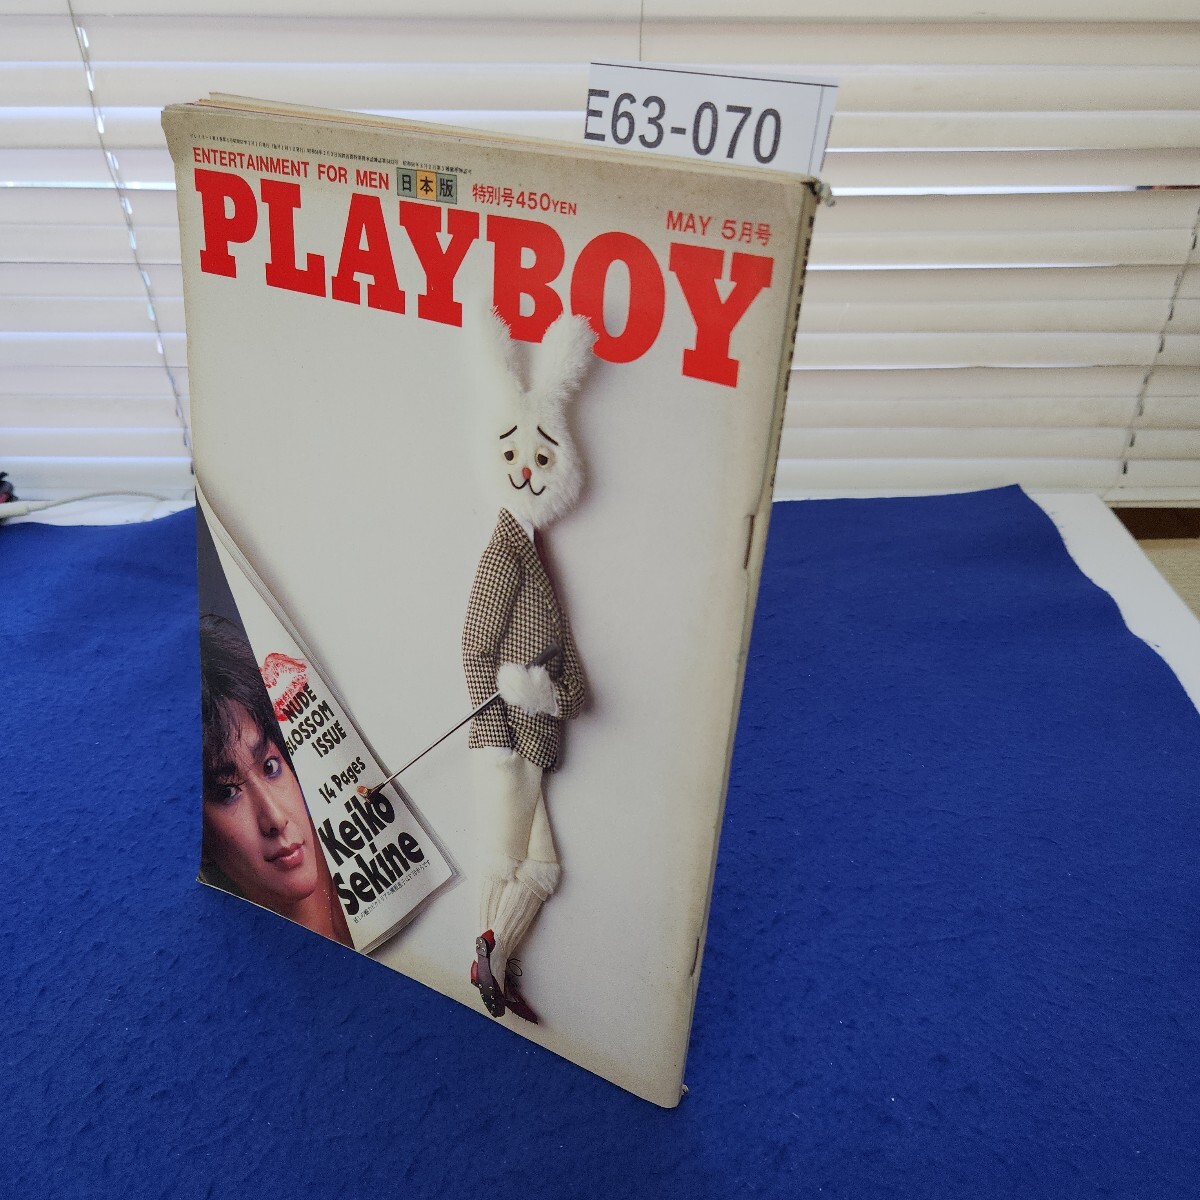 E63-070
ENTERTAINMENT FOR MEN 日本版 特別号450YEN
MAY 5月号
PLAYBOY
NUDE
BLOSSOM
ISSUE
14 Pages
Keiko
Sekine